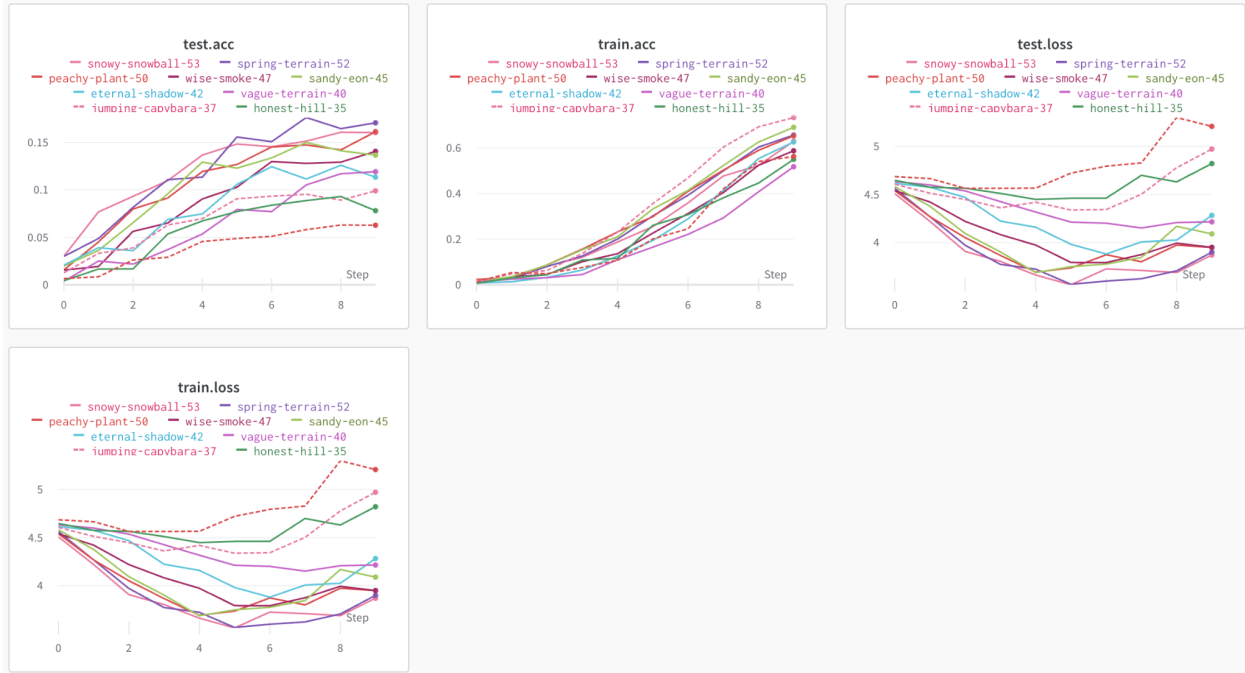 test.acc
snowy-snowball-53 spring-terrain-52
peachy-plant-50 wise-smoke-47 sandy-eon-45
eternal-shadow-42 vague-terrain-40
jumping-capybara-37 honest-hill-35
0.15
0.1
0.05
0
Step
0 2 4 6 8
train.acc
snowy-snowball-53 spring-terrain-52
peachy-plant-50 wise-smoke-47 sandy-eon-45
eternal-shadow-42 vague-terrain-40
jumping-capybara-37 honest-hill-35
0.6
0.4
0.2
0
Step
0 2 4 6 8
test.loss
snowy-snowball-53 spring-terrain-52
peachy-plant-50 wise-smoke-47 sandy-eon-45
eternal-shadow-42 vague-terrain-40
jumping-capybara-37 honest-hill-35
5
4.5
4
Step
0 2 4 6 8
train.loss
snowy-snowball-53 spring-terrain-52
peachy-plant-50 wise-smoke-47 sandy-eon-45
eternal-shadow-42 vague-terrain-40
jumping-capybara-37 honest-hill-35
5
4.5
4
Step
0 2 4 6 8